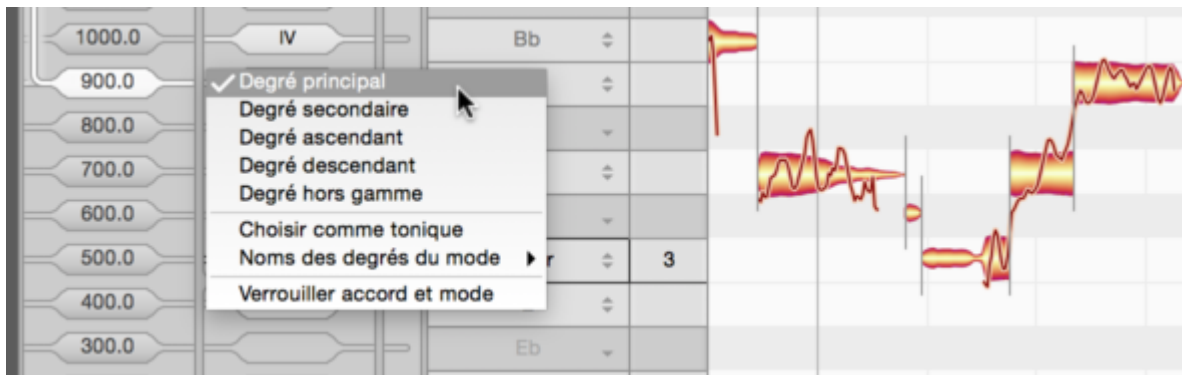 1000.0 IV Bb
900.0
Degré principal
Degré secondaire
800.0
Degré ascendant
700.0
Degré descendant
Degré hors gamme
600.0
Choisir comme tonique
500.0 Noms des degrés du mode r 3
400.0 Verrouiller accord et mode
300.0 Eb